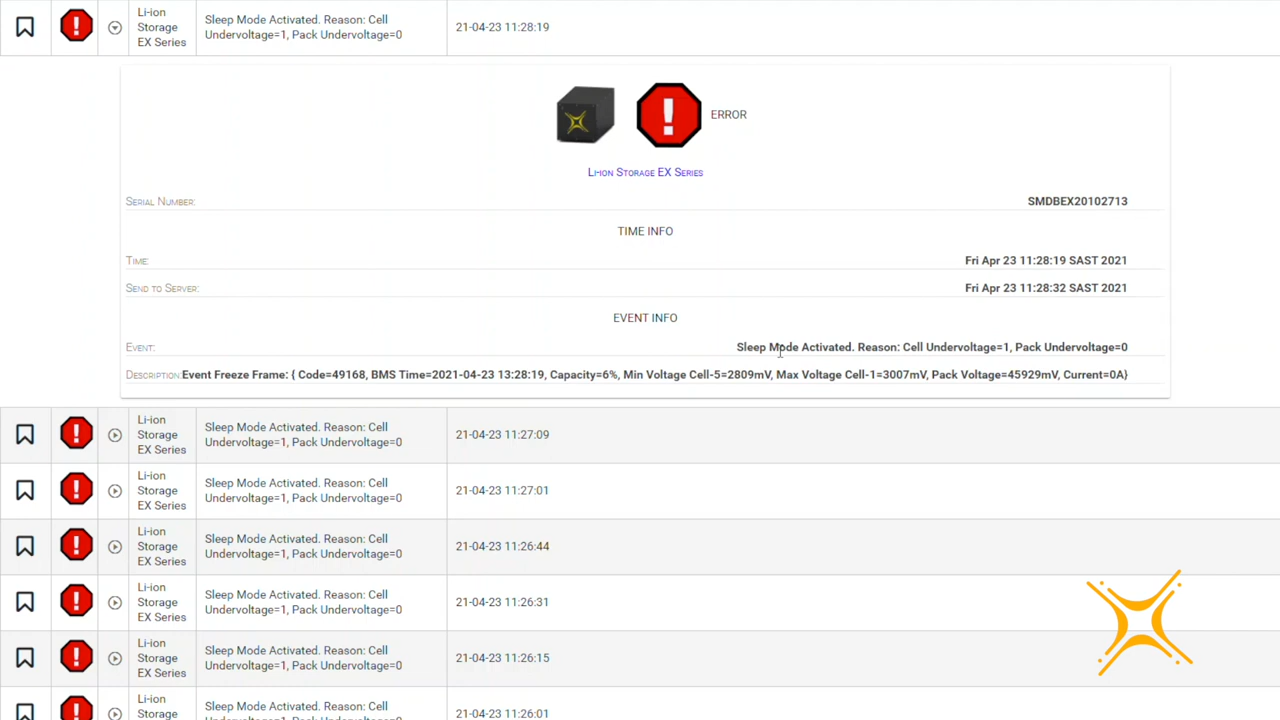 Li-ion
Storage
EX Series
Sleep Mode Activated. Reason: Cell
Undervoltage=1, Pack Undervoltage=0
21-04-23 11:28:19
ERROR
Li-ion Storage EX Series
Serial Number:
SMDBEX20102713
TIME INFO
Time:
Fri Apr 23 11:28:19 SAST 2021
Send to Server:
Fri Apr 23 11:28:32 SAST 2021
EVENT INFO
Event:
Sleep Mode Activated. Reason: Cell Undervoltage=1, Pack Undervoltage=0
Description:Event Freeze Frame: { Code=49168, BMS Time=2021-04-23 13:28:19, Capacity=6%, Min Voltage Cell-5=2809mV, Max Voltage Cell-1=3007mV, Pack Voltage=45929mV, Current=0A}
Li-ion
Storage
EX Series
Sleep Mode Activated. Reason: Cell
Undervoltage=1, Pack Undervoltage=0
21-04-23 11:27:09
Li-ion
Storage
EX Series
Sleep Mode Activated. Reason: Cell
Undervoltage=1, Pack Undervoltage=0
21-04-23 11:27:01
Li-ion
Storage
EX Series
Sleep Mode Activated. Reason: Cell
Undervoltage=1, Pack Undervoltage=0
21-04-23 11:26:44
Li-ion
Storage
EX Series
Sleep Mode Activated. Reason: Cell
Undervoltage=1, Pack Undervoltage=0
21-04-23 11:26:31
Li-ion
Storage
EX Series
Sleep Mode Activated. Reason: Cell
Undervoltage=1, Pack Undervoltage=0
21-04-23 11:26:15
Li-ion
Storage
Sleep Mode Activated. Reason: Cell
Undervoltage=1, Pack Undervoltage=0
21-04-23 11:26:01